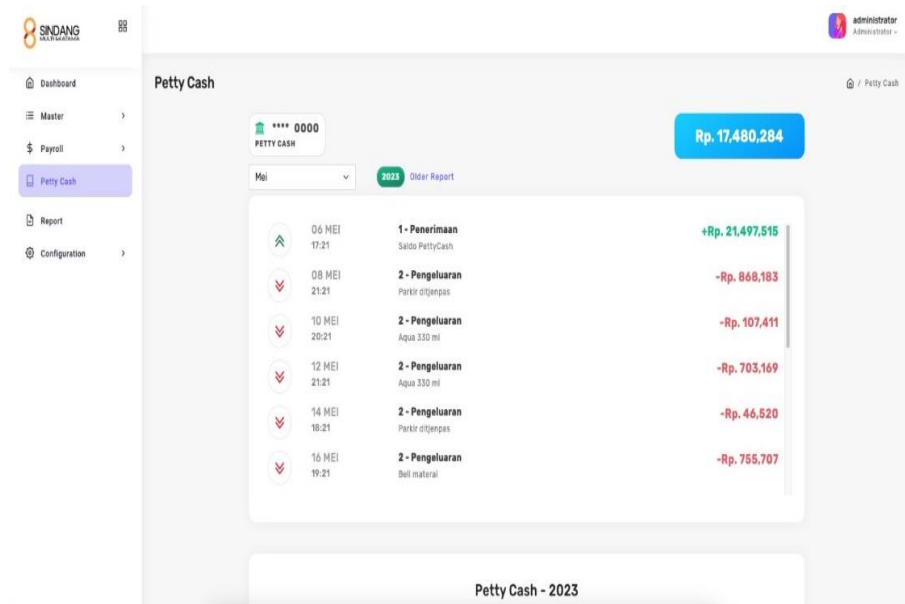 SINDANG
MULTI MUATAMA
administrator
Administrator
Dashboard
Master
Payroll
Petty Cash
Report
Configuration
Petty Cash
/ Petty Cash
**** 0000
PETTY CASH
Rp. 17,480,284
Mei
2023 Older Report
06 MEI 1 - Penerimaan +Rp. 21,497,515
17:21 Saldo PettyCash
08 MEI 2 - Pengeluaran -Rp. 868,183
21:21 Parkir ditjenpas
10 MEI 2 - Pengeluaran -Rp. 107,411
20:21 Aqua 330 ml
12 MEI 2 - Pengeluaran -Rp. 703,169
21:21 Aqua 330 ml
14 MEI 2 - Pengeluaran -Rp. 46,520
18:21 Parkir ditjenpas
16 MEI 2 - Pengeluaran -Rp. 755,707
19:21 Beli materai
Petty Cash - 2023